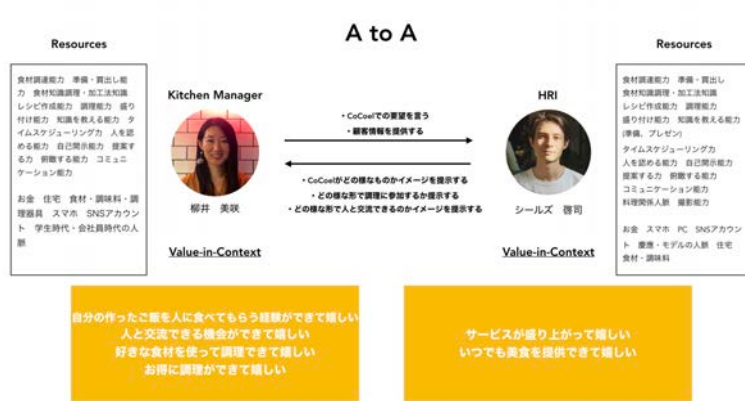 A to A
Resources
食材調達能力 準備・買出し能
力 食材知識調理・加工法知識
レシピ作成能力 調理能力 盛り
付け能力 知識を教える能力 タ
イムスケジューリング力 人を認
める能力 自己開示能力 提案す
る力 俯瞰する能力 コミュニ
ケーション能力
お金 住宅 食材・調味料・調
理器具 スマホ SNSアカウン
ト 学生時代・会社員時代の人
脈
Kitchen Manager
柳井 美咲
Value-in-Context
・CoCoelでの要望を言う
・顧客情報を提供する
・CoCoelがどの様なものかイメージを提示する
・どの様な形で調理に参加するか提示する
・どの様な形で人と交流できるのかイメージを提示する
HRI
シールズ 啓司
Value-in-Context
Resources
食材調達能力 準備・買出し
食材知識調理・加工法知識
レシピ作成能力 調理能力
盛り付け能力 知識を教える能力
(準備、プレゼン)
タイムスケジューリング力
人を認める能力 自己開示能力
提案する力 俯瞰する能力
コミュニケーション能力
料理関係人脈 撮影能力
お金 スマホ PC SNSアカウン
ト 慶應・モデルの人脈 住宅
食材・調味料
自分の作ったご飯を人に食べてもらう経験ができて嬉しい
人と交流できる機会ができて嬉しい
好きな食材を使って調理できて嬉しい
お得に調理ができて嬉しい
サービスが盛り上がって嬉しい
いつでも美食を提供できて嬉しい